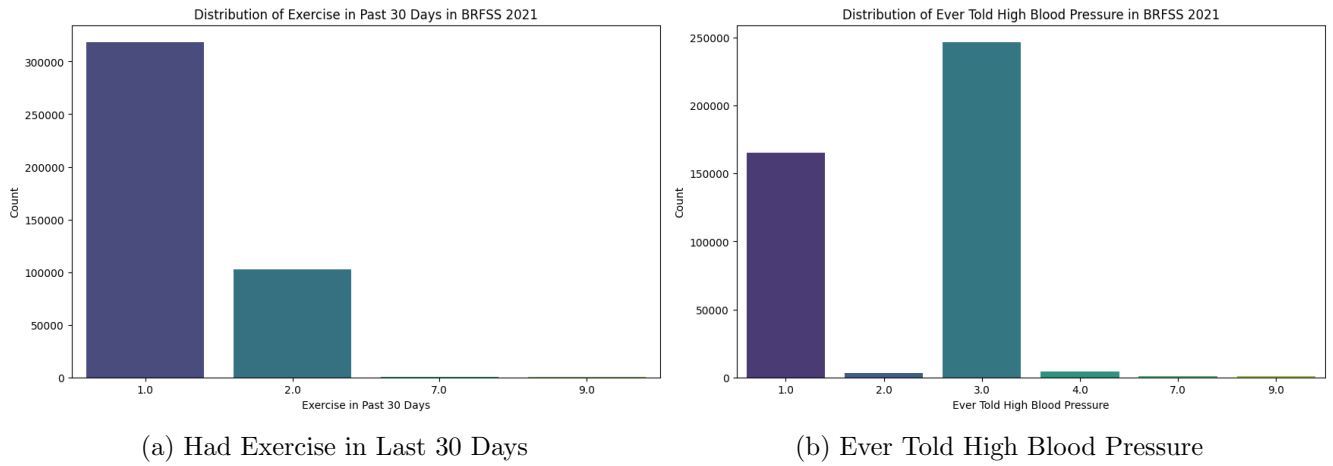 Distribution of Exercise in Past 30 Days in BRFSS 2021
300000
250000
200000
150000
100000
50000
0
Count
1.0 2.0 7.0 9.0
Exercise in Past 30 Days
(a) Had Exercise in Last 30 Days
Distribution of Ever Told High Blood Pressure in BRFSS 2021
250000
200000
150000
100000
50000
0
Count
1.0 2.0 3.0 4.0 7.0 9.0
Ever Told High Blood Pressure
(b) Ever Told High Blood Pressure